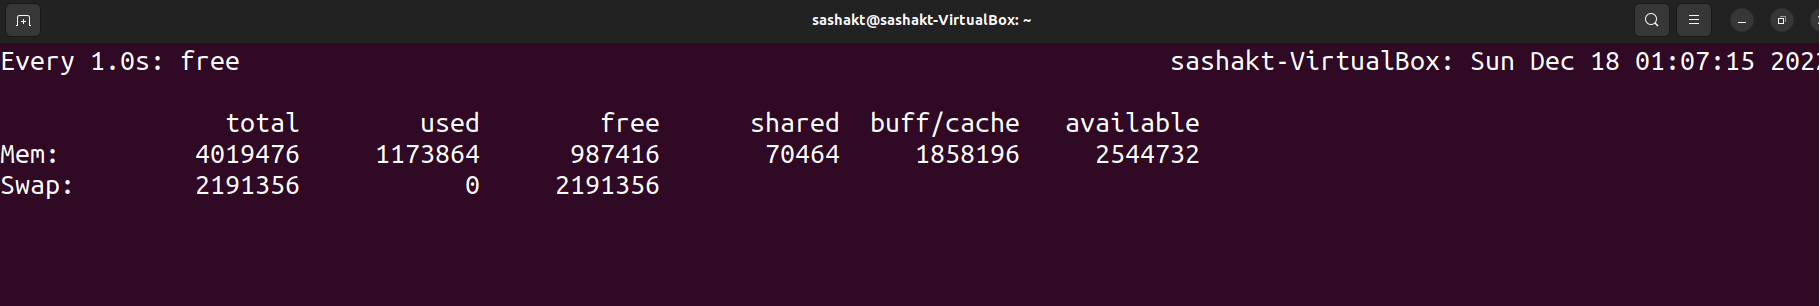 sashakt@sashakt-VirtualBox: ~
Every 1.0s: free sashakt-VirtualBox: Sun Dec 18 01:07:15 2022
total used free shared buff/cache available
Mem: 4019476 1173864 987416 70464 1858196 2544732
Swap: 2191356 0 2191356